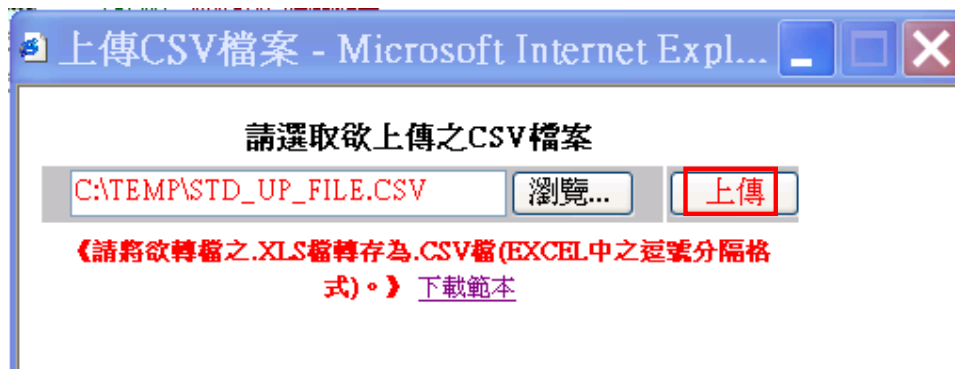 上傳CSV檔案 - Microsoft Internet Expl...
請選取欲上傳之CSV檔案
C:\TEMP\STD_UP_FILE.CSV 瀏覽... 上傳
《請將欲轉檔之.XLS檔轉存為.CSV檔(EXCEL中之逗號分隔格
式)。》 下載範本